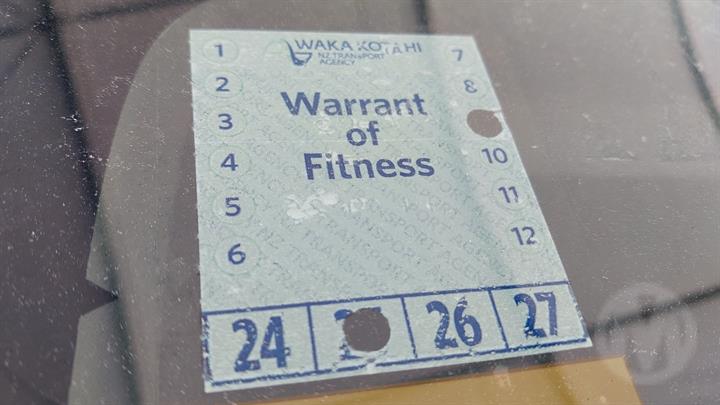 WAKA KOTAHI
NZ TRANSPORT
AGENCY
Warrant
of
Fitness
1
2
3
4
5
6
7
8
10
11
12
24
26
27